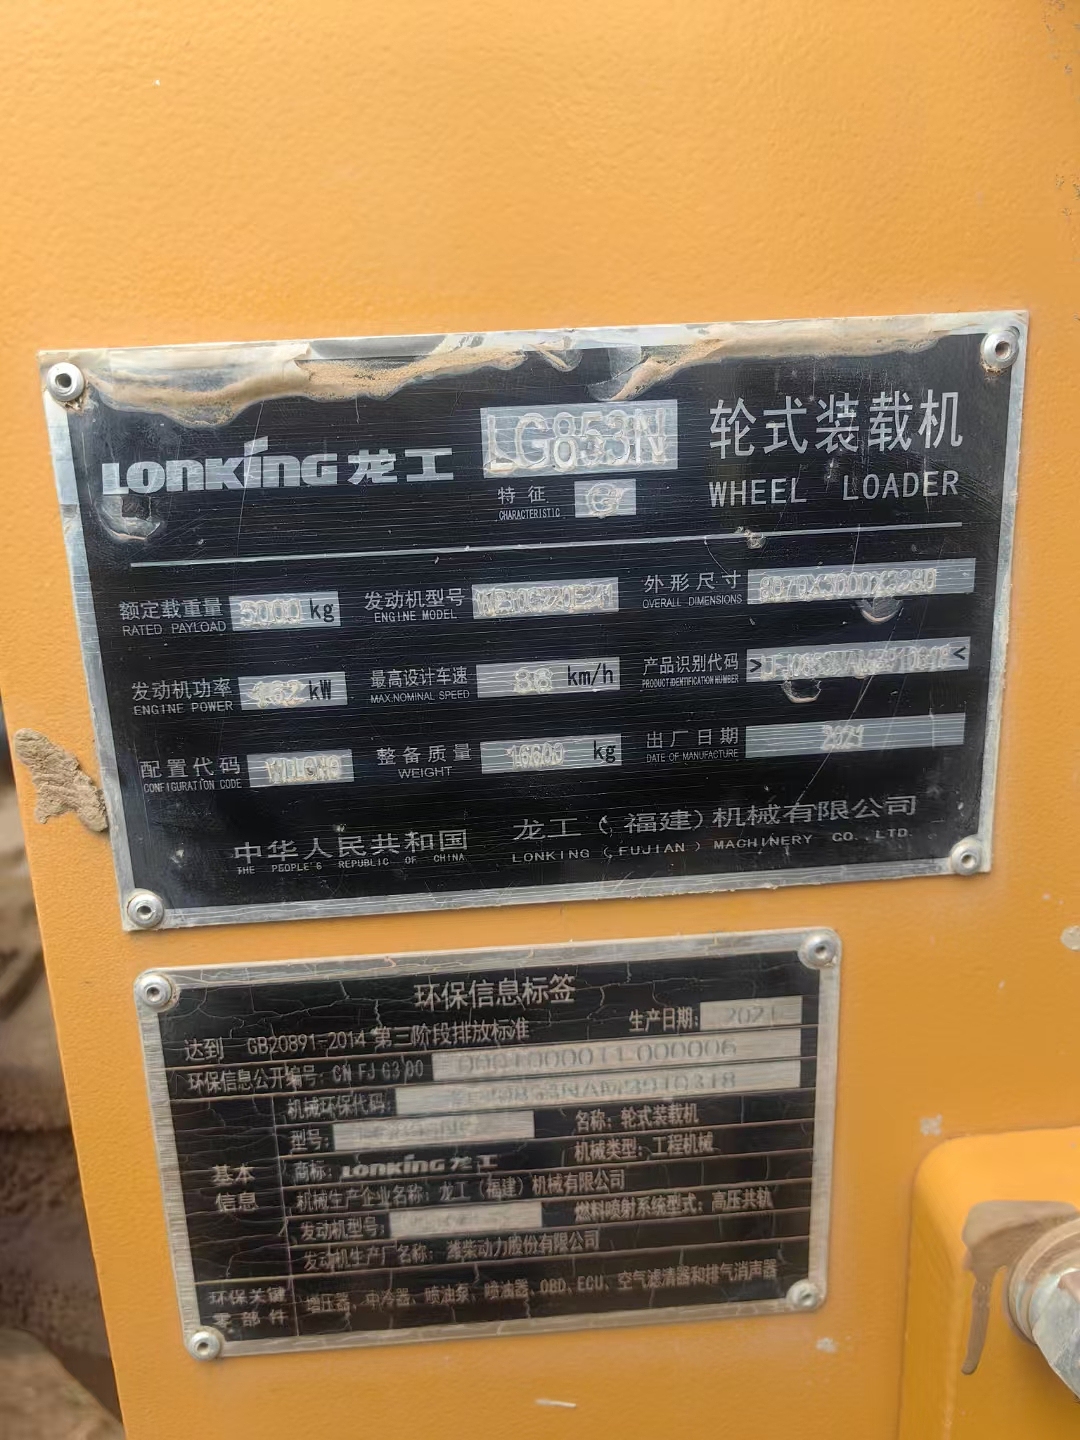 LONKING 龙工 LG853N 轮式装载机
特征 G WHEEL LOADER
CHARACTERISTIC
额定载重量 5000 kg 发动机型号 外形尺寸
RATED PAYLOAD ENGINE MODEL OVERALL DIMENSIONS
发动机功率 162 kW 最高设计车速 38 km/h 产品识别代码
ENGINE POWER MAX.NOMINAL SPEED PRODUCT IDENTIFICATION NUMBER
配置代码 整备质量 16600 kg 出厂日期 2021
CONFIGURATION CODE WEIGHT DATE OF MANUFACTURE
中华人民共和国 龙工(福建)机械有限公司
THE PEOPLE'S REPUBLIC OF CHINA LONKING (FUJIAN) MACHINERY CO.,LTD.
环保信息标签
达到 GB20891-2014 第三阶段排放标准 生产日期: 2021
环保信息公开编号: CN FJ G3 00
机械环保代码:
型号: 名称: 轮式装载机
商标: LONKING 龙工 机械类型: 工程机械
基本信息 机械生产企业名称: 龙工(福建)机械有限公司
发动机型号: 燃料喷射系统型式: 高压共轨
发动机生产厂名称: 潍柴动力股份有限公司
环保关键零部件 增压器、中冷器、喷油泵、喷油器、OBD、ECU、空气滤清器和排气消声器